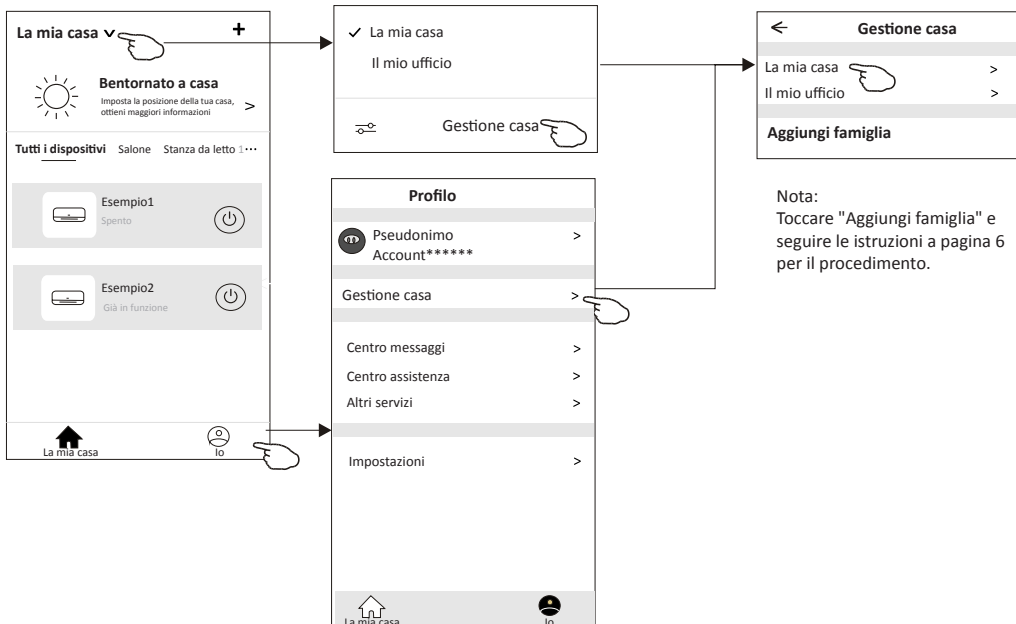 La mia casa
+
Bentornato a casa
Imposta la posizione della tua casa,
ottieni maggiori informazioni
>
Tutti i dispositivi Salone Stanza da letto 1...
Esempio1
Spento
Esempio2
Già in funzione
La mia casa
Io
✓ La mia casa
Il mio ufficio
Gestione casa
Profilo
Pseudonimo >
Account******
Gestione casa >
Centro messaggi >
Centro assistenza >
Altri servizi >
Impostazioni >
La mia casa
Io
Gestione casa
La mia casa >
Il mio ufficio >
Aggiungi famiglia
Nota:
Toccare "Aggiungi famiglia" e
seguire le istruzioni a pagina 6
per il procedimento.